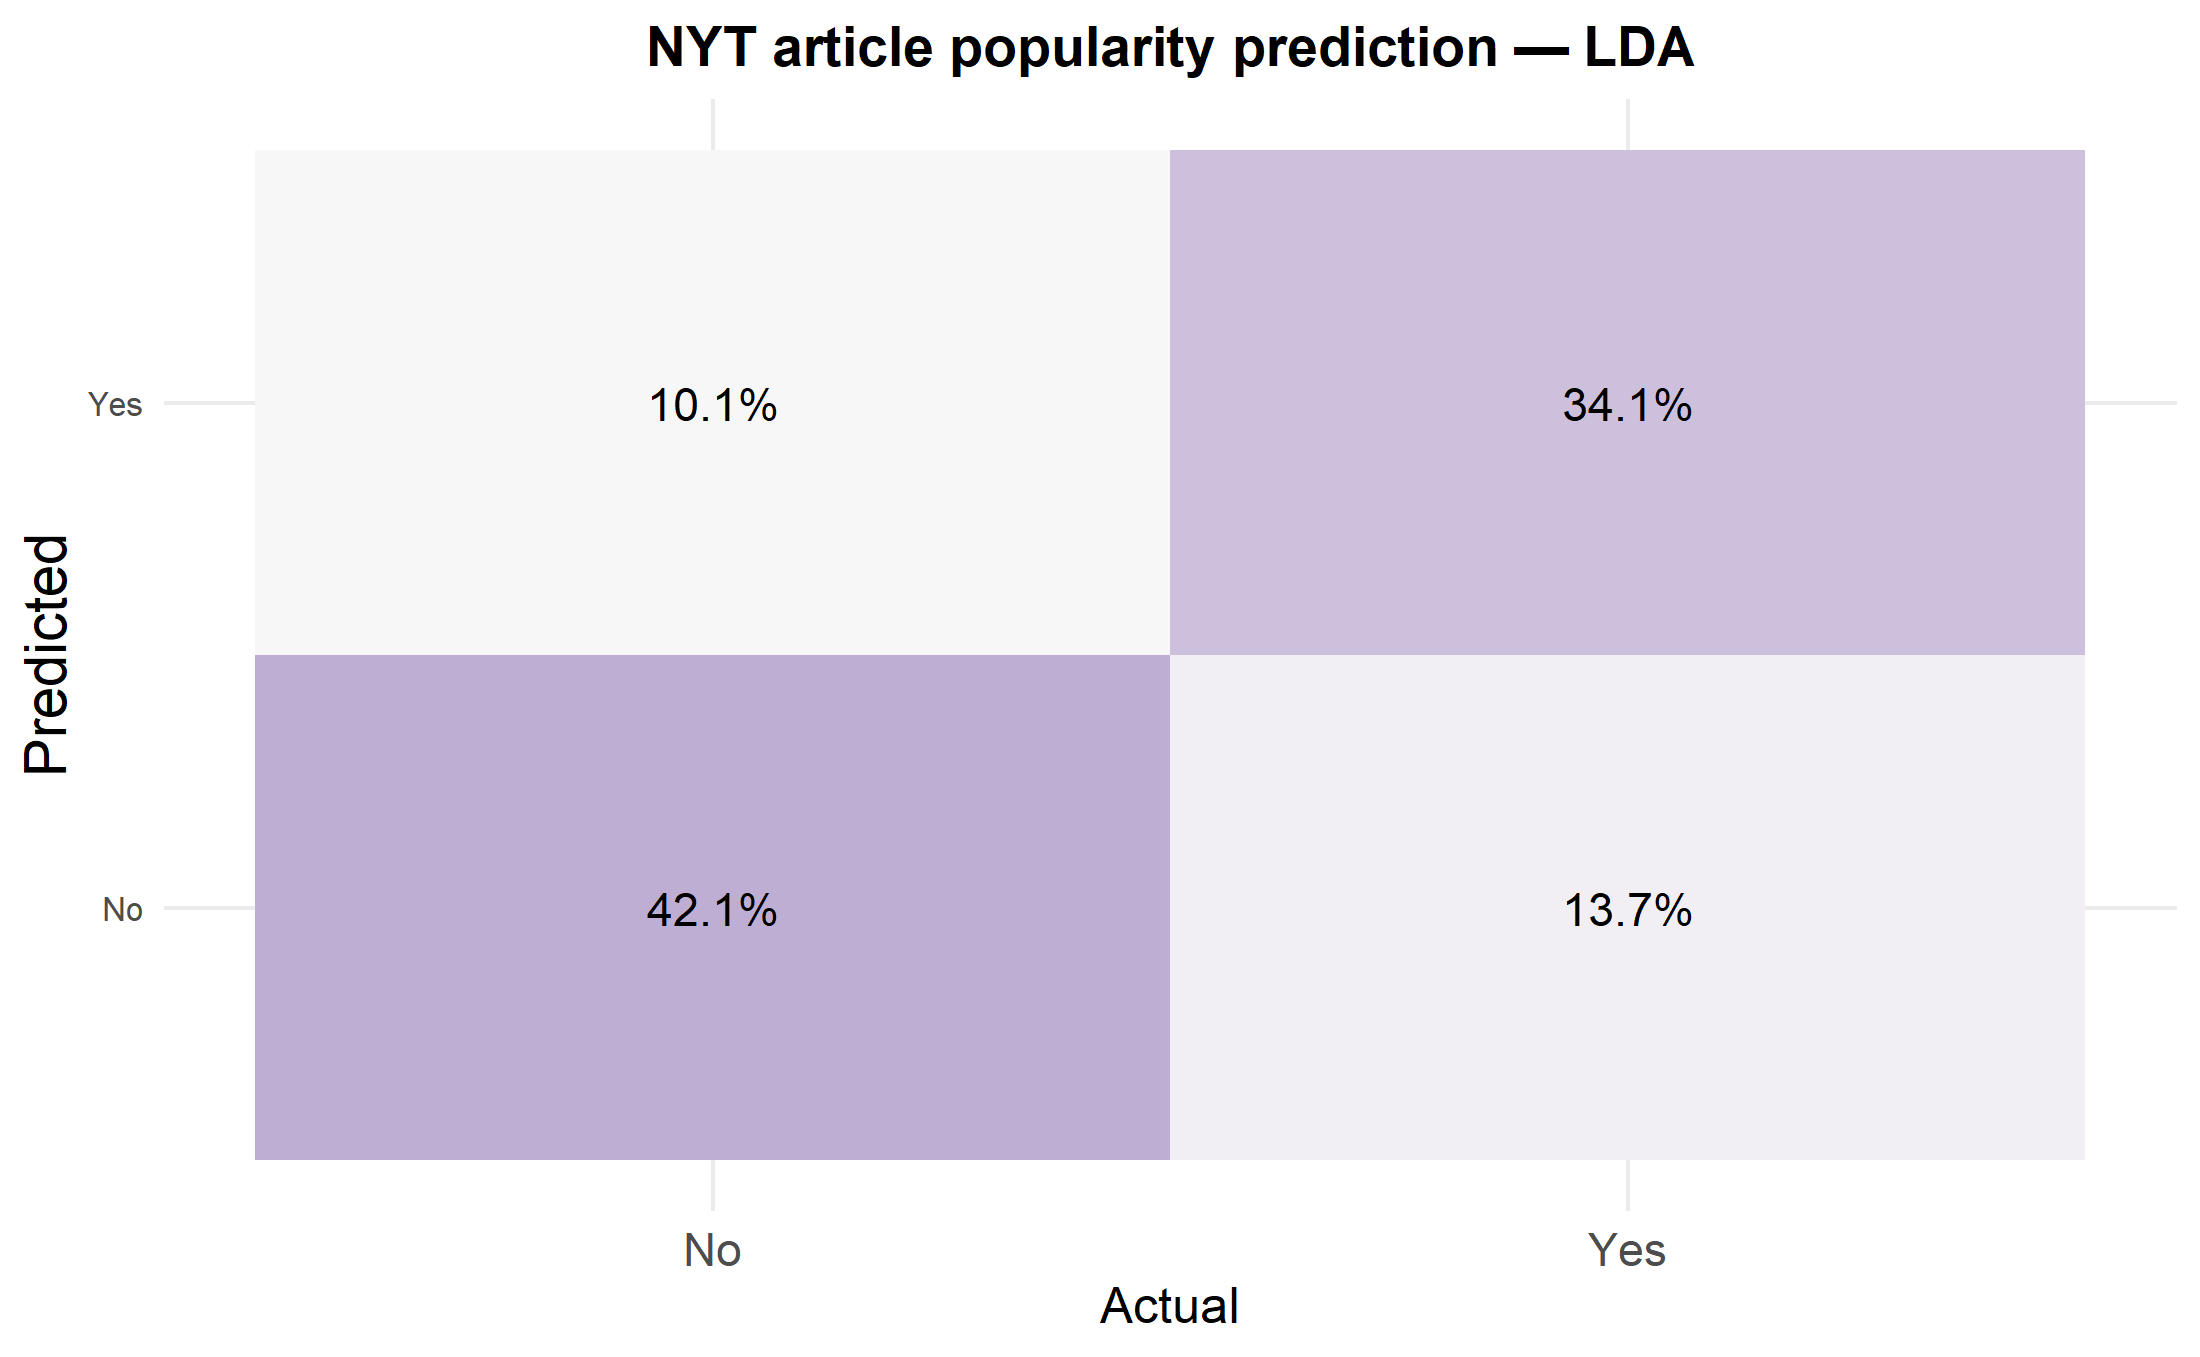 NYT article popularity prediction — LDA
Predicted
Yes
10.1%
34.1%
No
42.1%
13.7%
No
Yes
Actual